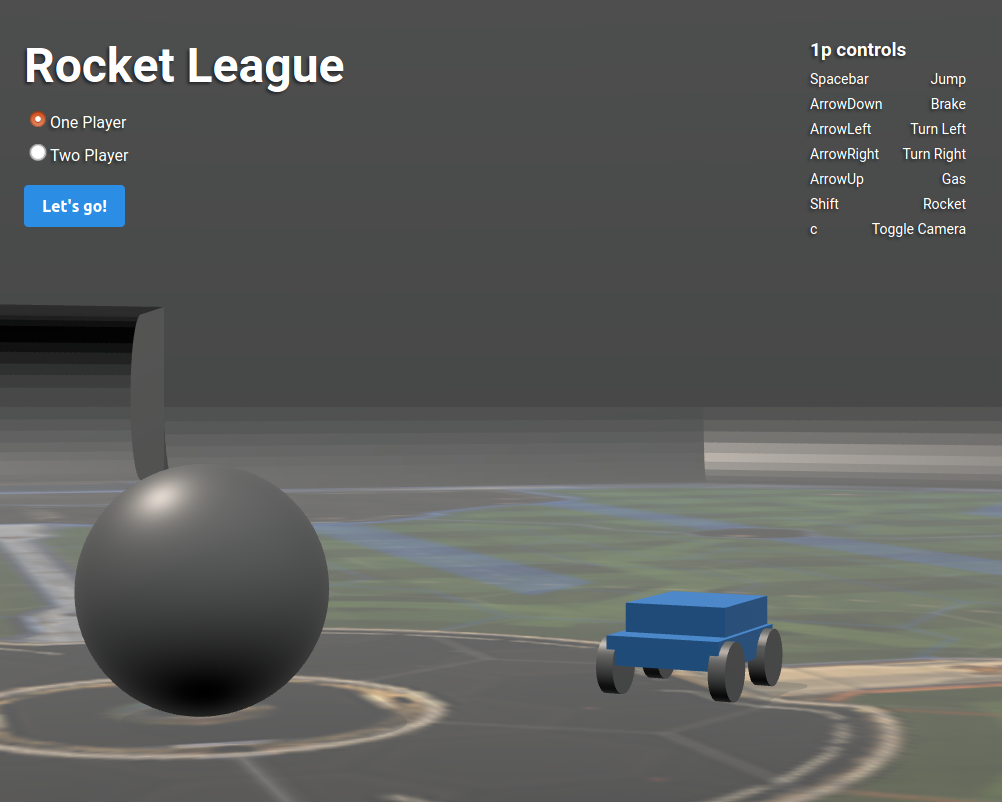 Rocket League
One Player
Two Player
Let's go!
1p controls
Spacebar Jump
ArrowDown Brake
ArrowLeft Turn Left
ArrowRight Turn Right
ArrowUp Gas
Shift Rocket
c Toggle Camera